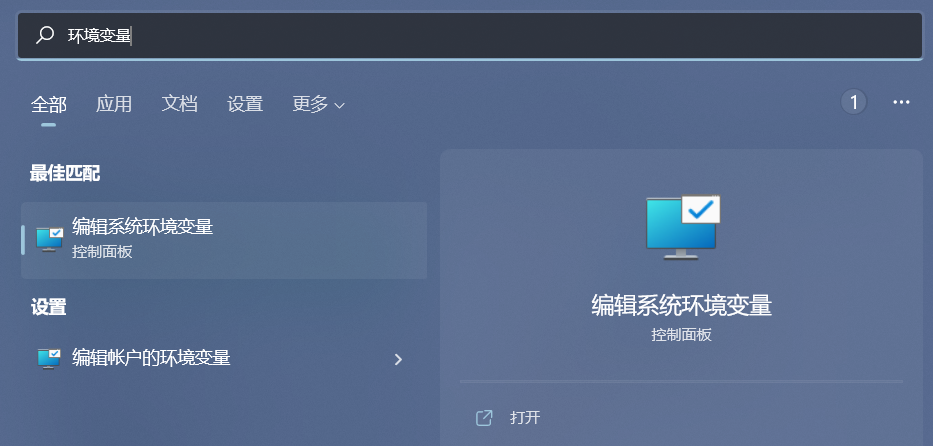 环境变量
全部 应用 文档 设置 更多 1 ···
最佳匹配
编辑系统环境变量
控制面板
设置
编辑帐户的环境变量
编辑系统环境变量
控制面板
打开